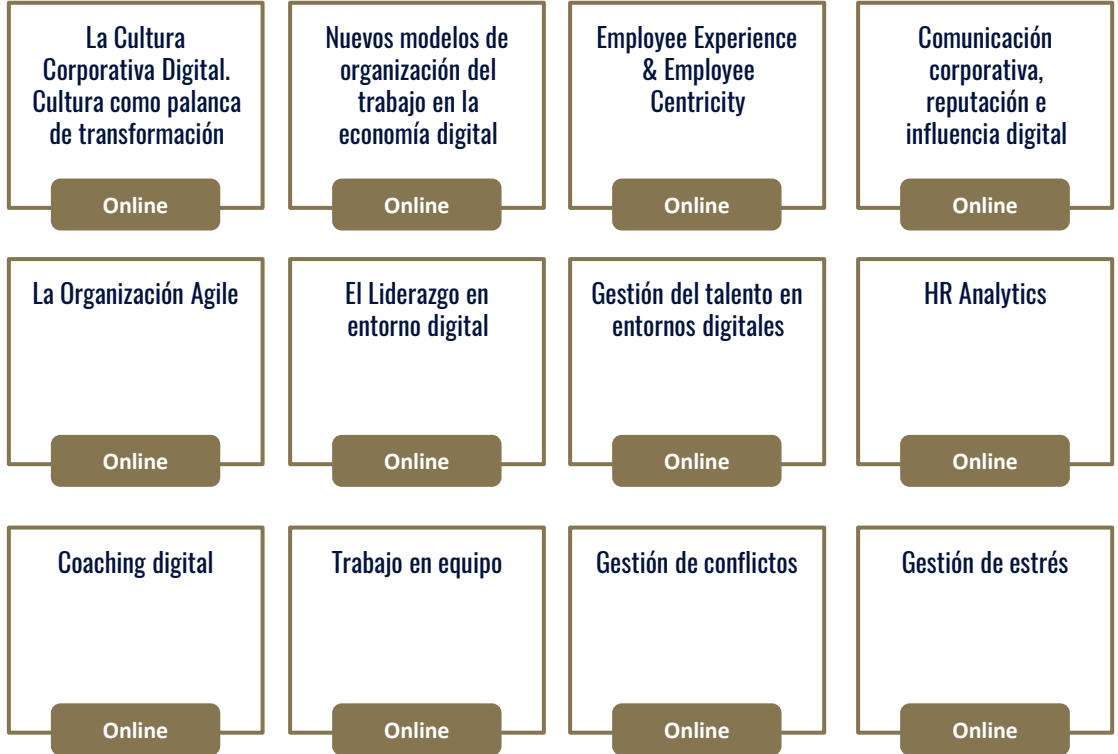 La Cultura
Corporativa Digital.
Cultura como palanca
de transformación
Online
Nuevos modelos de
organización del
trabajo en la
economía digital
Online
Employee Experience
& Employee
Centricity
Online
Comunicación
corporativa,
reputación e
influencia digital
Online
La Organización Agile
Online
El Liderazgo en
entorno digital
Online
Gestión del talento en
entornos digitales
Online
HR Analytics
Online
Coaching digital
Online
Trabajo en equipo
Online
Gestión de conflictos
Online
Gestión de estrés
Online